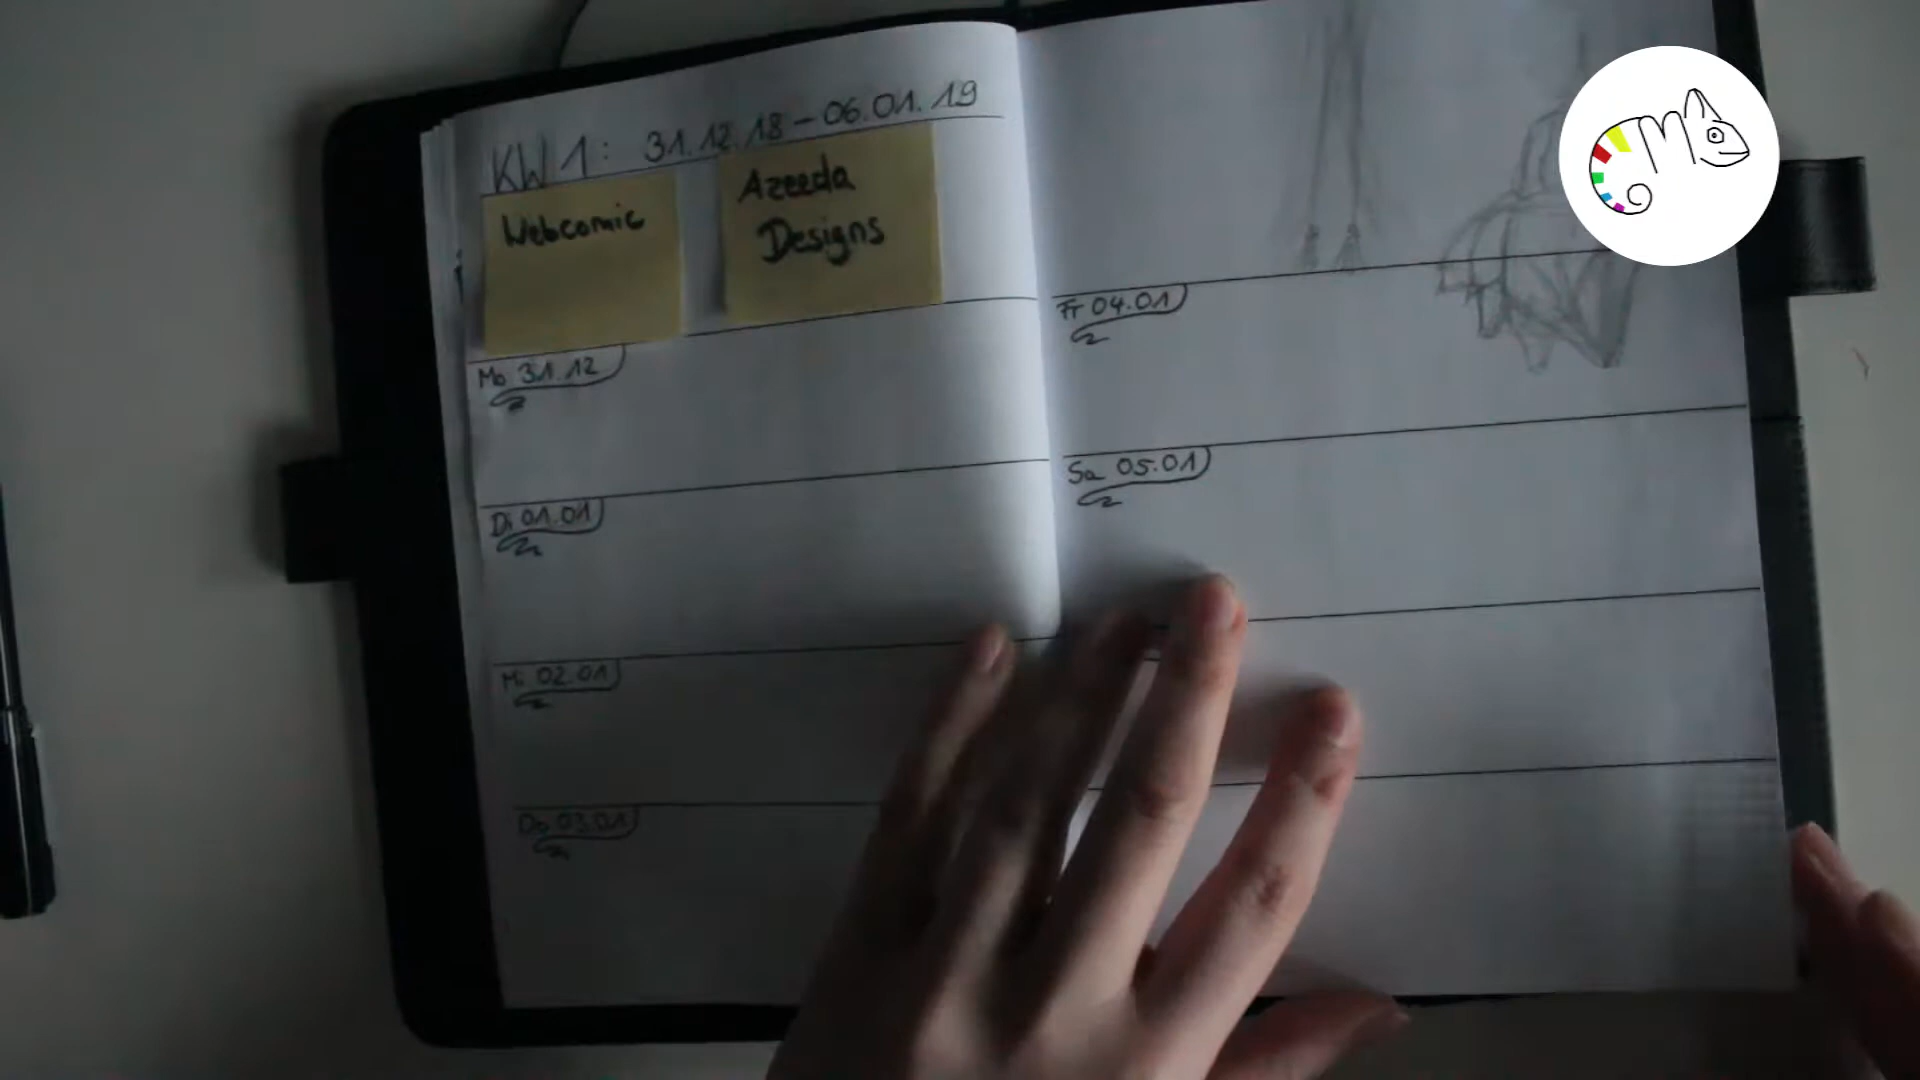 KW 1: 31.12.18 - 06.01.19
Webcomic
Azeeda
Designs
Mo 31.12
Di 01.01
Mi 02.01
Do 03.01
Fr 04.01
Sa 05.01